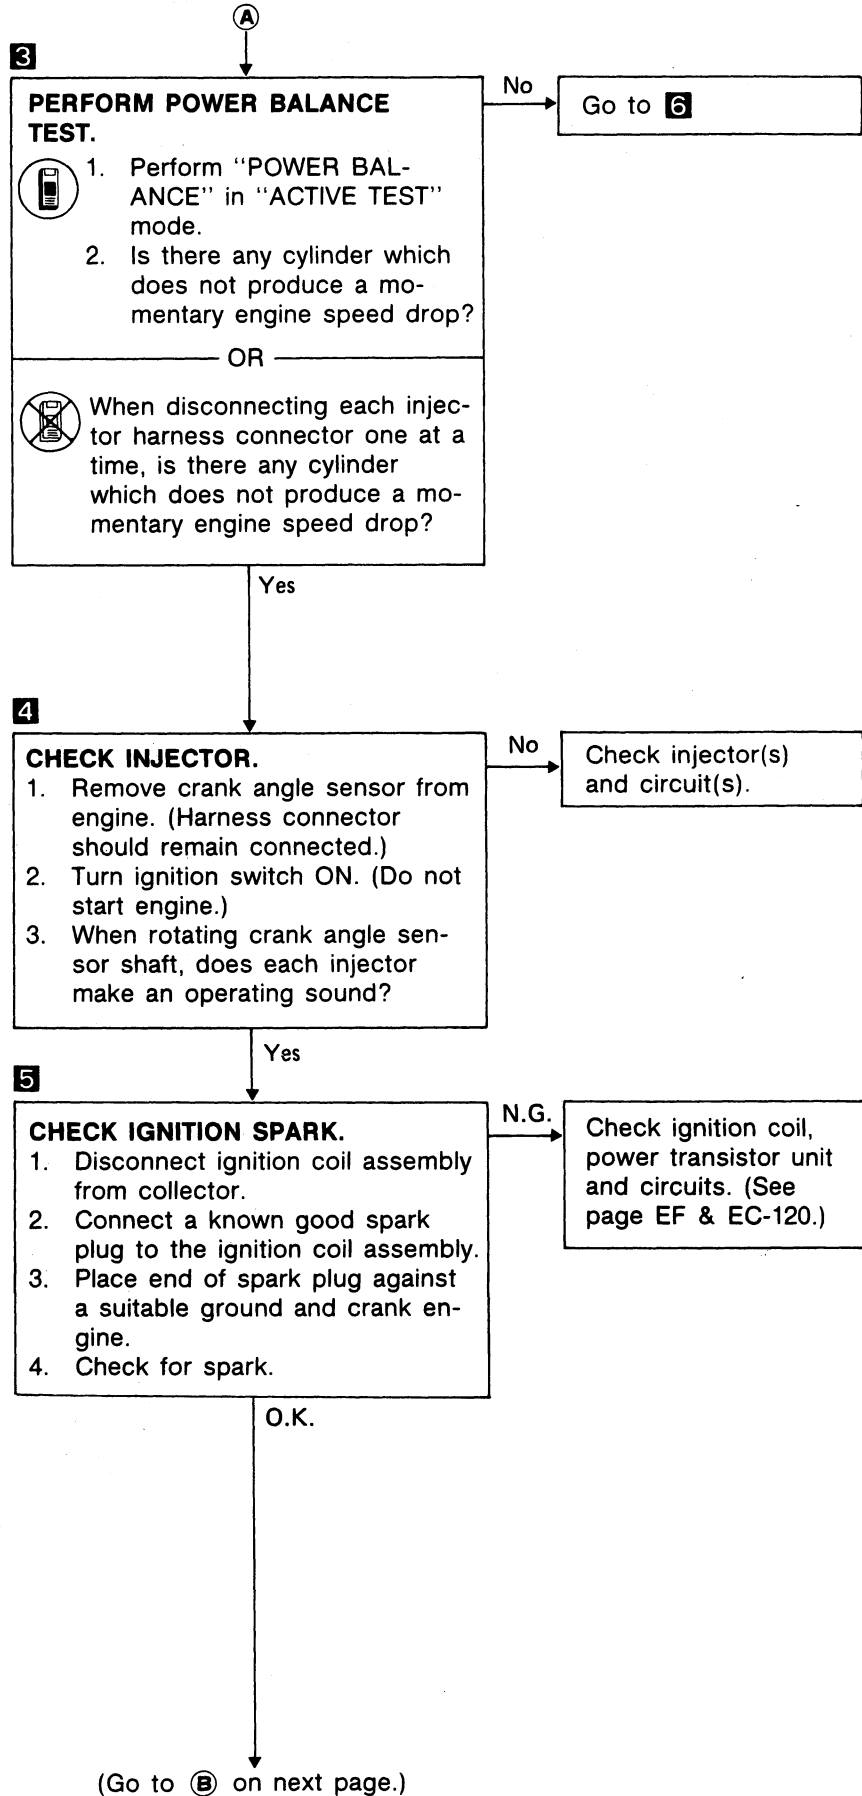 A
3
PERFORM POWER BALANCE
TEST.
1. Perform “POWER BAL-
ANCE” in “ACTIVE TEST”
mode.
2. Is there any cylinder which
does not produce a mo-
mentary engine speed drop?
OR
When disconnecting each injec-
tor harness connector one at a
time, is there any cylinder
which does not produce a mo-
mentary engine speed drop?
No
Go to 6
Yes
4
CHECK INJECTOR.
1. Remove crank angle sensor from
engine. (Harness connector
should remain connected.)
2. Turn ignition switch ON. (Do not
start engine.)
3. When rotating crank angle sen-
sor shaft, does each injector
make an operating sound?
No
Check injector(s)
and circuit(s).
Yes
5
CHECK IGNITION SPARK.
1. Disconnect ignition coil assembly
from collector.
2. Connect a known good spark
plug to the ignition coil assembly.
3. Place end of spark plug against
a suitable ground and crank en-
gine.
4. Check for spark.
N.G.
Check ignition coil,
power transistor unit
and circuits. (See
page EF & EC-120.)
O.K.
(Go to B on next page.)